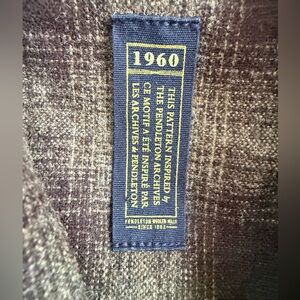 1960
THIS PATTERN INSPIRED by
THE PENDLETON ARCHIVES
CE MOTIF A ÉTÉ INSPIRÉ PAR
LES ARCHIVES de PENDLETON
PENDLETON WOOLEN MILLS
SINCE 1863